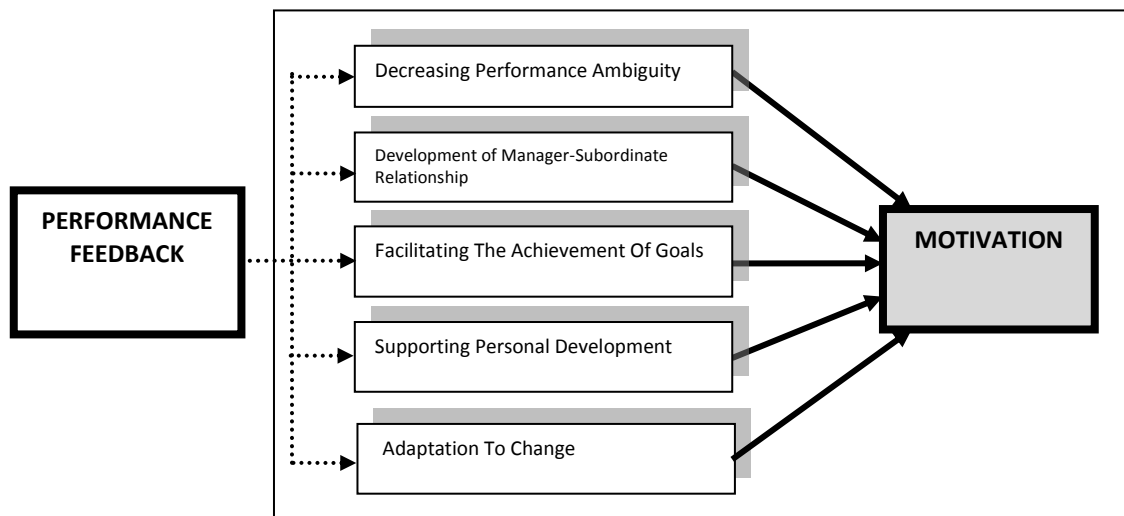 Decreasing Performance Ambiguity
Development of Manager-Subordinate
Relationship
PERFORMANCE
FEEDBACK
Facilitating The Achievement Of Goals
MOTIVATION
Supporting Personal Development
Adaptation To Change